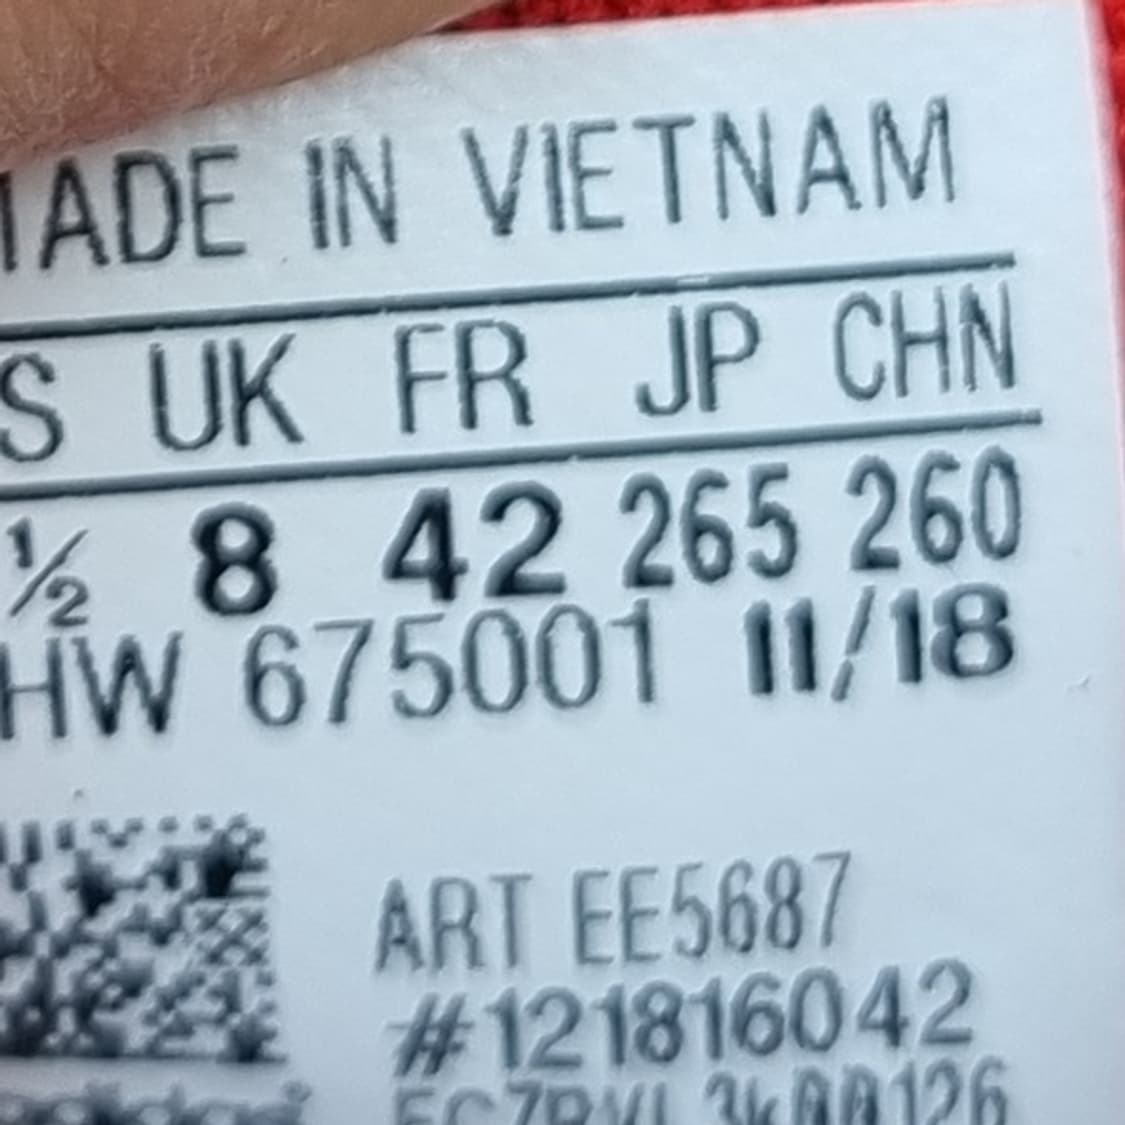 MADE IN VIETNAM
S UK FR JP CHN
½ 8 42 265 260
HW 675001 11/18
ART EE5687
#121816042